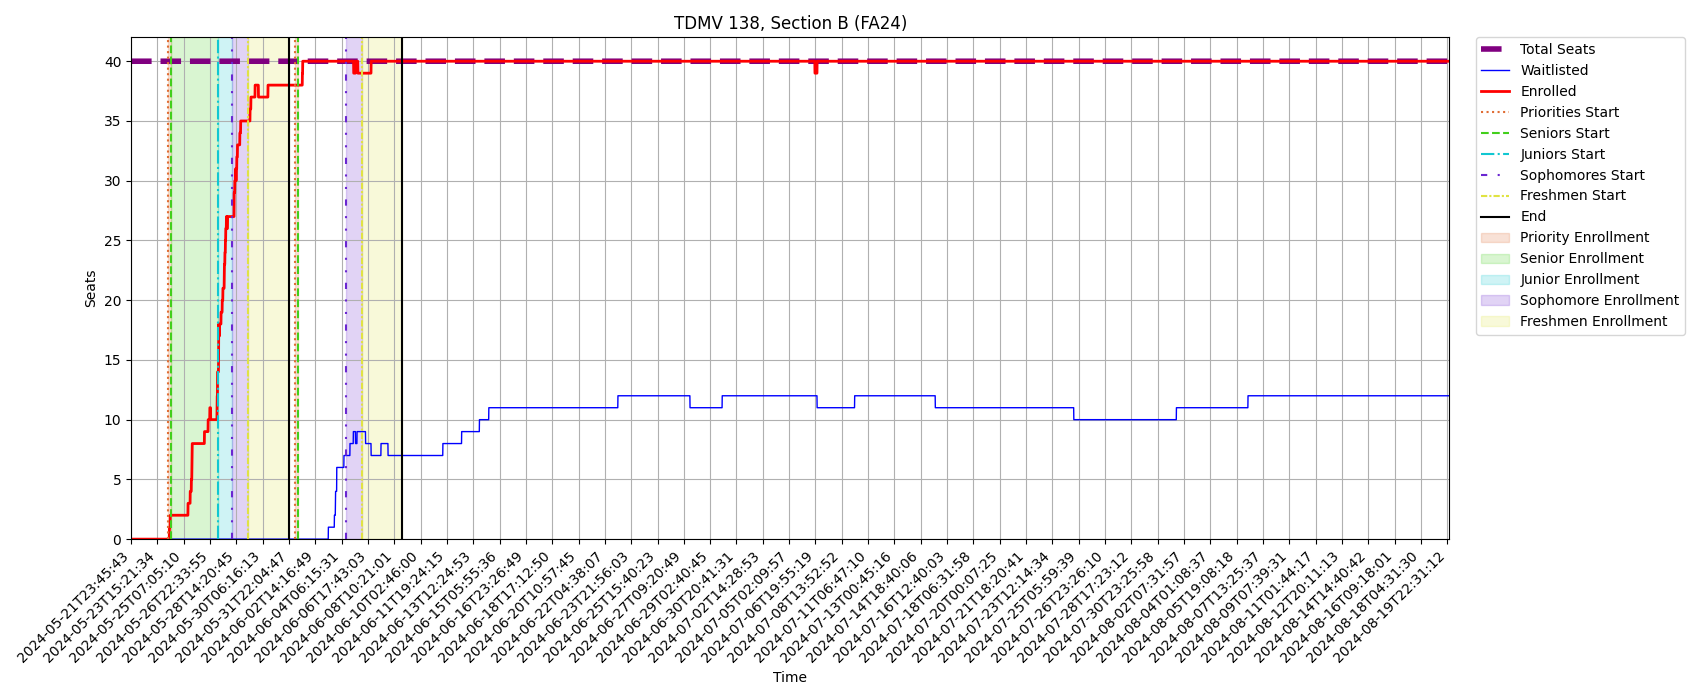 TDMV 138, Section B (FA24)
Seats
40
35
30
25
20
15
10
5
0
2024-05-21T23:45:43
2024-05-23T15:21:34
2024-05-25T07:05:10
2024-05-26T22:33:55
2024-05-28T14:20:45
2024-05-30T06:16:13
2024-05-31T22:04:47
2024-06-02T14:16:49
2024-06-04T06:15:31
2024-06-06T17:43:03
2024-06-08T10:21:01
2024-06-10T02:46:00
2024-06-11T19:24:15
2024-06-13T12:24:53
2024-06-15T05:55:36
2024-06-16T23:26:49
2024-06-18T17:12:50
2024-06-20T10:57:45
2024-06-22T04:38:07
2024-06-23T21:56:03
2024-06-25T15:40:23
2024-06-27T09:20:49
2024-06-29T02:40:45
2024-06-30T20:41:31
2024-07-02T14:28:53
2024-07-05T02:09:57
2024-07-06T19:55:19
2024-07-08T13:52:52
2024-07-11T06:47:10
2024-07-13T00:45:16
2024-07-14T18:40:06
2024-07-16T12:40:03
2024-07-18T06:31:58
2024-07-20T00:07:25
2024-07-21T18:20:41
2024-07-23T12:14:34
2024-07-25T05:59:39
2024-07-26T23:26:10
2024-07-28T17:23:12
2024-07-30T23:25:58
2024-08-02T07:31:57
2024-08-04T01:08:37
2024-08-05T19:08:18
2024-08-07T13:25:37
2024-08-09T07:39:31
2024-08-11T01:44:17
2024-08-12T20:11:13
2024-08-14T14:40:42
2024-08-16T09:18:01
2024-08-18T04:31:30
2024-08-19T22:31:12
Time
Total Seats
Waitlisted
Enrolled
Priorities Start
Seniors Start
Juniors Start
Sophomores Start
Freshmen Start
End
Priority Enrollment
Senior Enrollment
Junior Enrollment
Sophomore Enrollment
Freshmen Enrollment